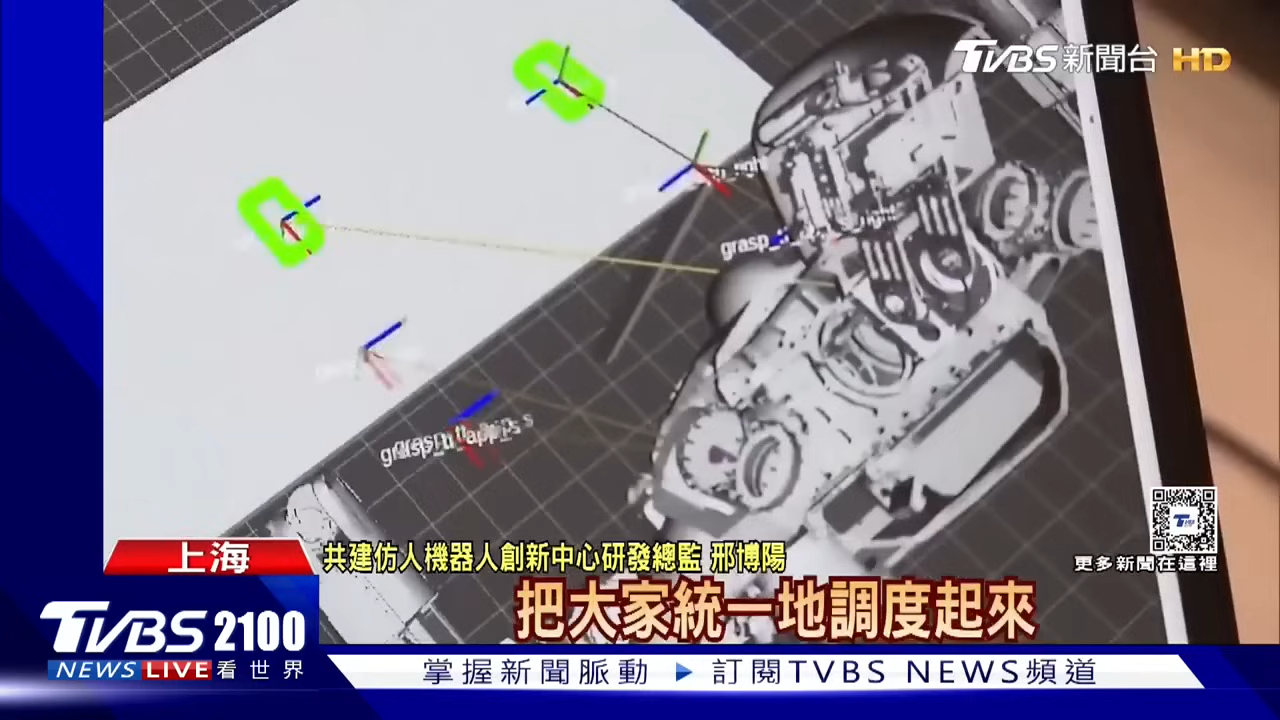 TVBS新聞台 HD
grasp_
上海
共建仿人機器人創新中心研發總監 邢博陽
更多新聞在這裡
把大家統一地調度起來
TVBS 2100
NEWS LIVE 看世界
掌握新聞脈動 ▶ 訂閱TVBS NEWS頻道